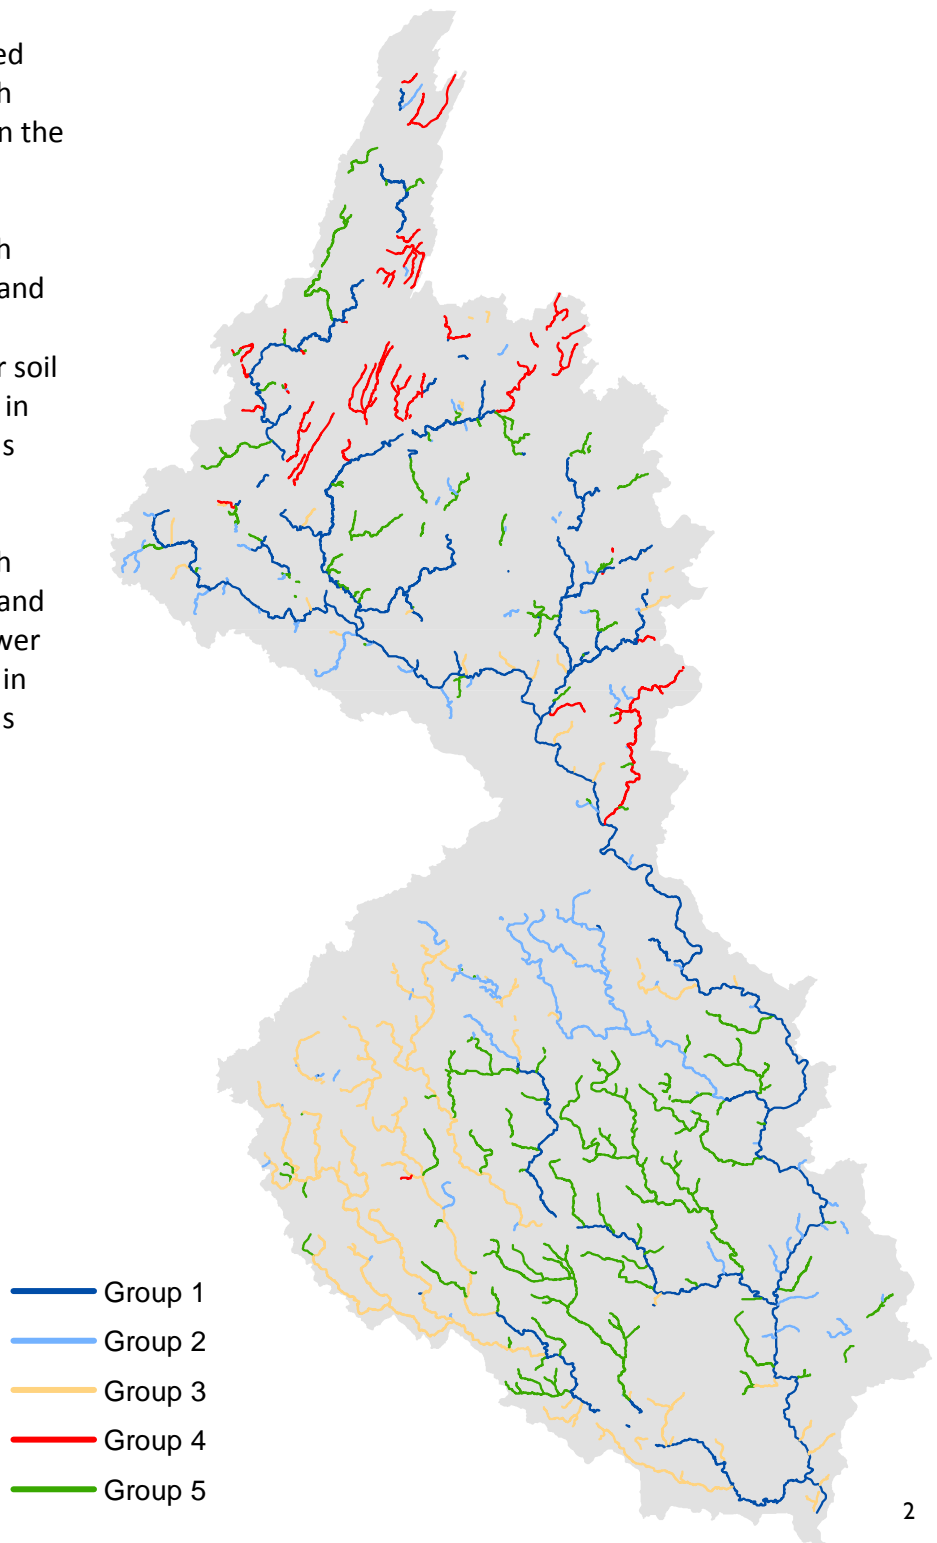 ed
h
n the
h
and
r soil
in
s
h
and
wer
in
s
Group 1
Group 2
Group 3
Group 4
Group 5
2